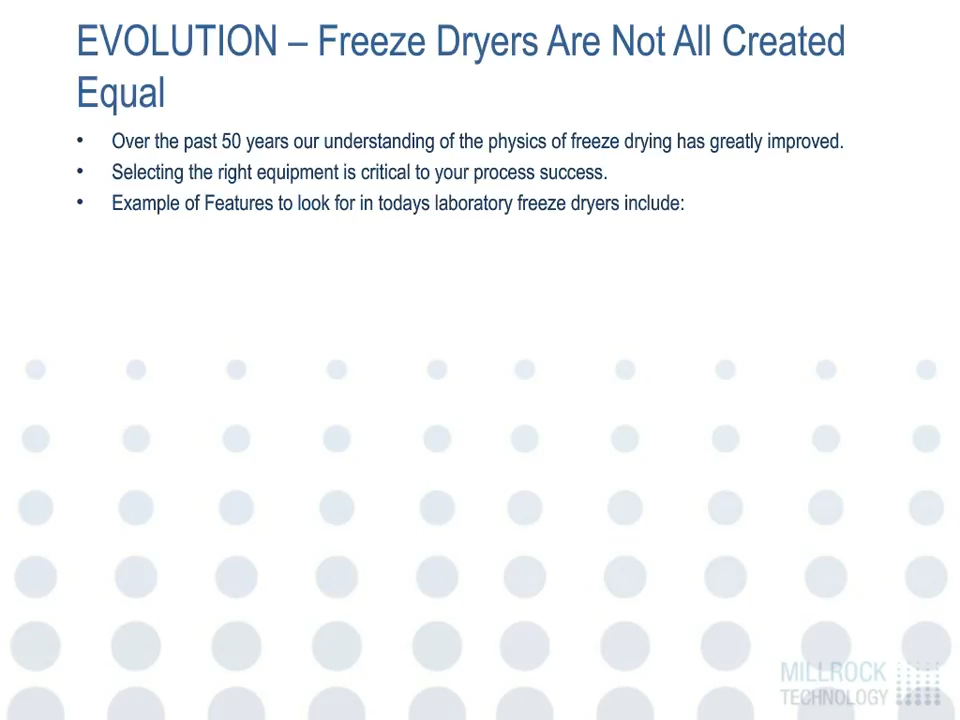 EVOLUTION – Freeze Dryers Are Not All Created
Equal
• Over the past 50 years our understanding of the physics of freeze drying has greatly improved.
• Selecting the right equipment is critical to your process success.
• Example of Features to look for in todays laboratory freeze dryers include:
MILLROCK
TECHNOLOGY